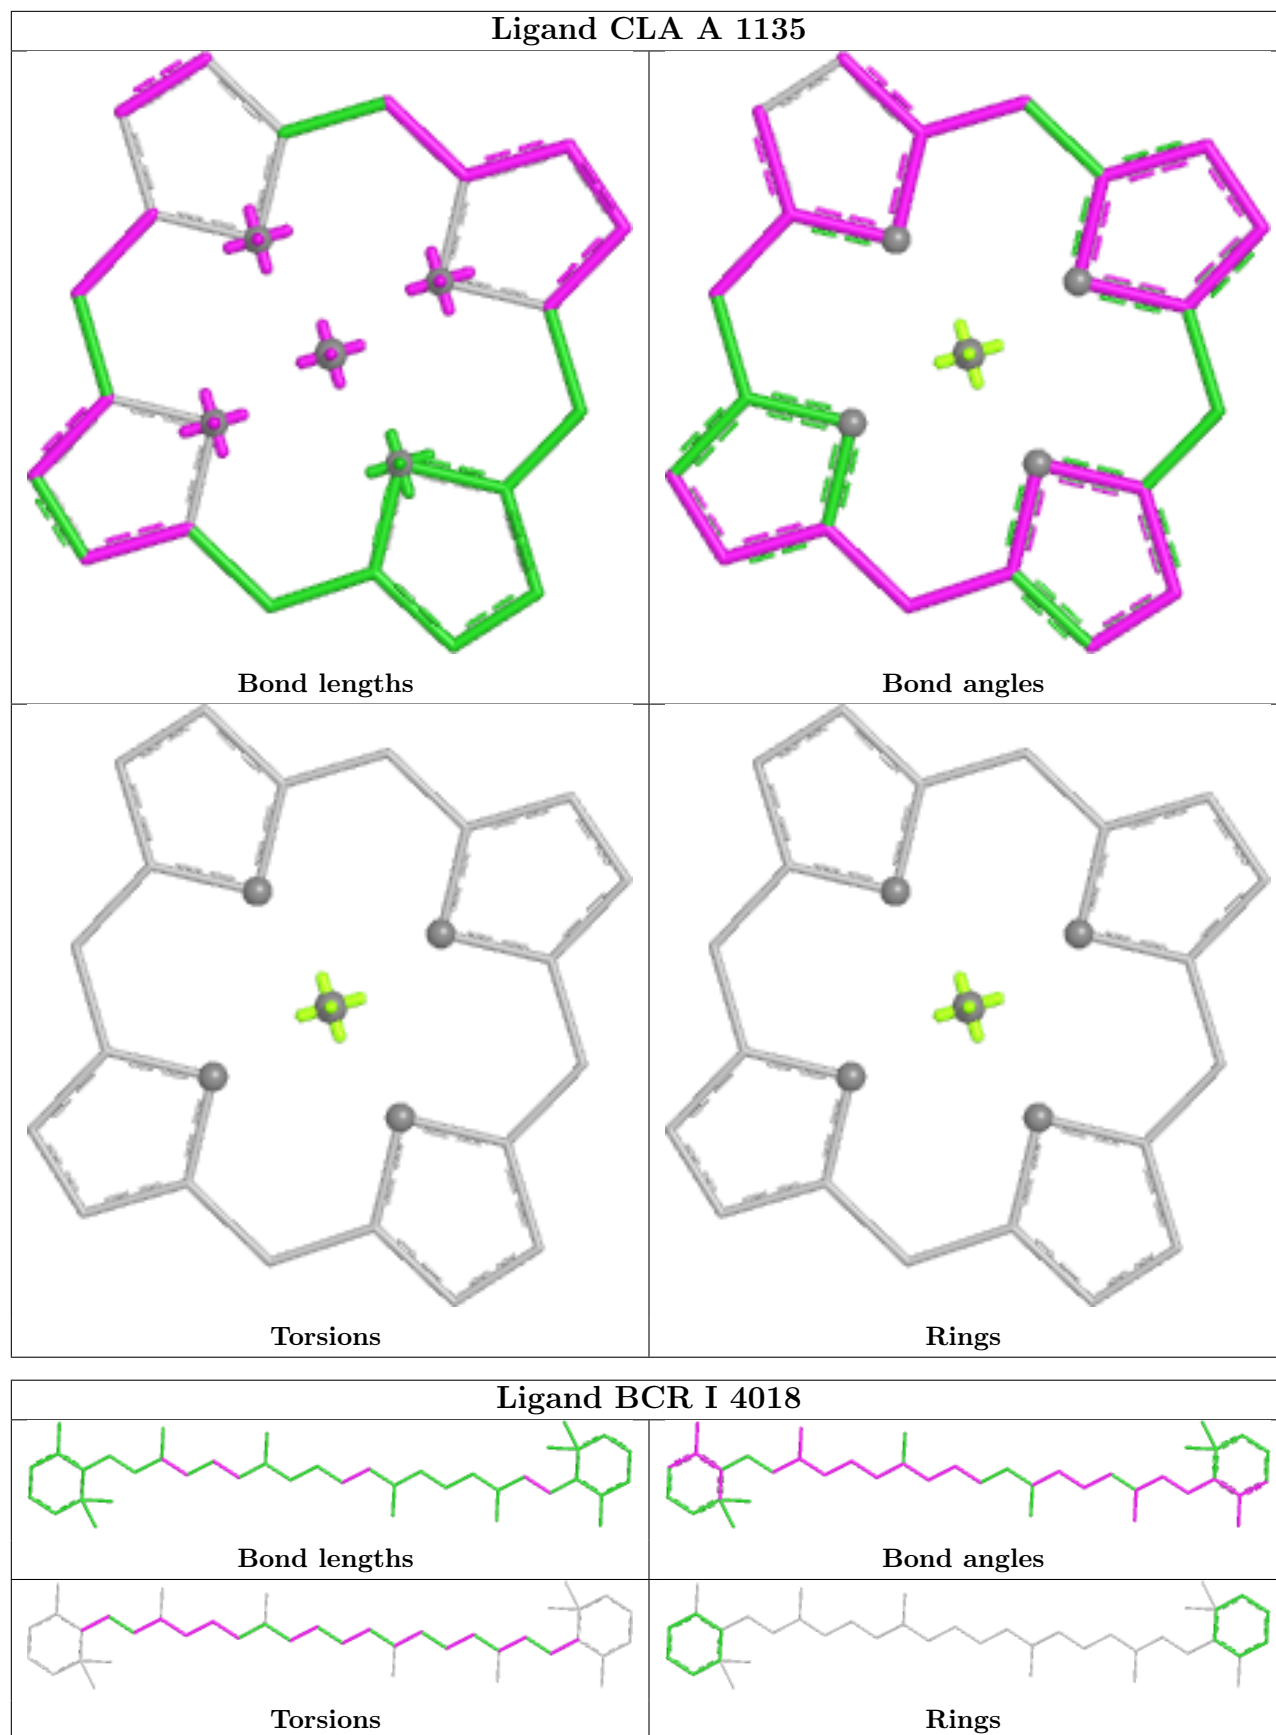 Ligand CLA A 1135
Bond lengths
Bond angles
Torsions
Rings
Ligand BCR I 4018
Bond lengths
Bond angles
Torsions
Rings